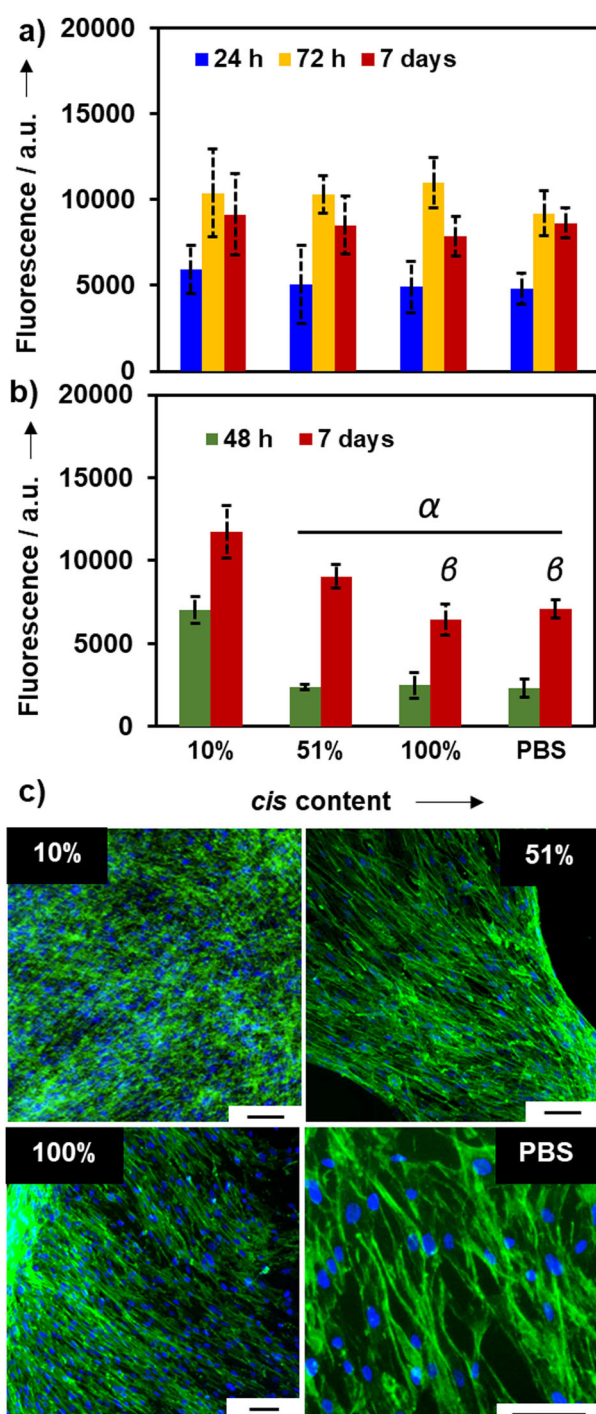 a)
20000
15000
10000
5000
0
Fluorescence / a.u.
24 h 72 h 7 days
b)
20000
15000
10000
5000
0
Fluorescence / a.u.
48 h 7 days
α
β β
10% 51% 100% PBS
cis content
c)
10% 51%
100% PBS